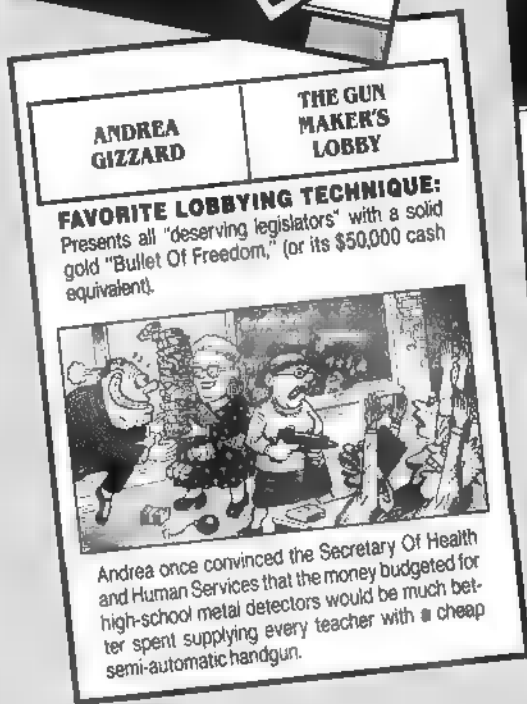 ANDREA
GIZZARD
THE GUN
MAKER'S
LOBBY
FAVORITE LOBBYING TECHNIQUE:
Presents all "deserving legislators" with a solid
gold "Bullet Of Freedom," (or its $50,000 cash
equivalent).
Andrea once convinced the Secretary Of Health
and Human Services that the money budgeted for
high-school metal detectors would be much bet-
ter spent supplying every teacher with a cheap
semi-automatic handgun.